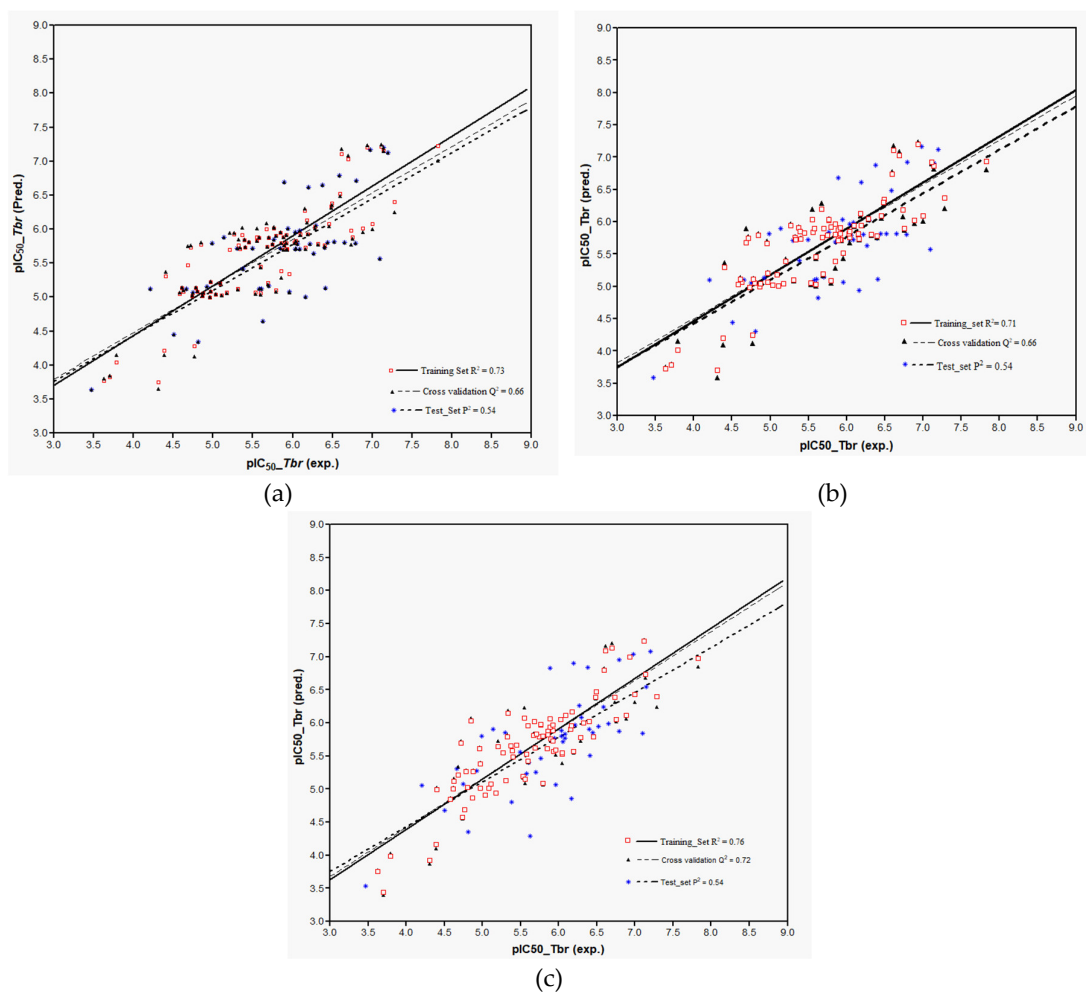 9.0
8.5
8.0
7.5
7.0
6.5
6.0
5.5
5.0
4.5
4.0
3.5
3.0
pIC50_Tbr (Pred.)
Training Set R² = 0.73
Cross validation Q² = 0.66
Test_Set P² = 0.54
3.0 3.5 4.0 4.5 5.0 5.5 6.0 6.5 7.0 7.5 8.0 8.5 9.0
pIC50_Tbr (exp.)
(a)
9.0
8.5
8.0
7.5
7.0
6.5
6.0
5.5
5.0
4.5
4.0
3.5
3.0
pIC50_Tbr (pred.)
Training_set R² = 0.71
Cross validation Q² = 0.66
Test_set P² = 0.54
3.0 3.5 4.0 4.5 5.0 5.5 6.0 6.5 7.0 7.5 8.0 8.5 9.0
pIC50_Tbr (exp.)
(b)
9.0
8.5
8.0
7.5
7.0
6.5
6.0
5.5
5.0
4.5
4.0
3.5
3.0
pIC50_Tbr (pred.)
Training_Set R² = 0.76
Cross validation Q² = 0.72
Test_set P² = 0.54
3.0 3.5 4.0 4.5 5.0 5.5 6.0 6.5 7.0 7.5 8.0 8.5 9.0
pIC50_Tbr (exp.)
(c)